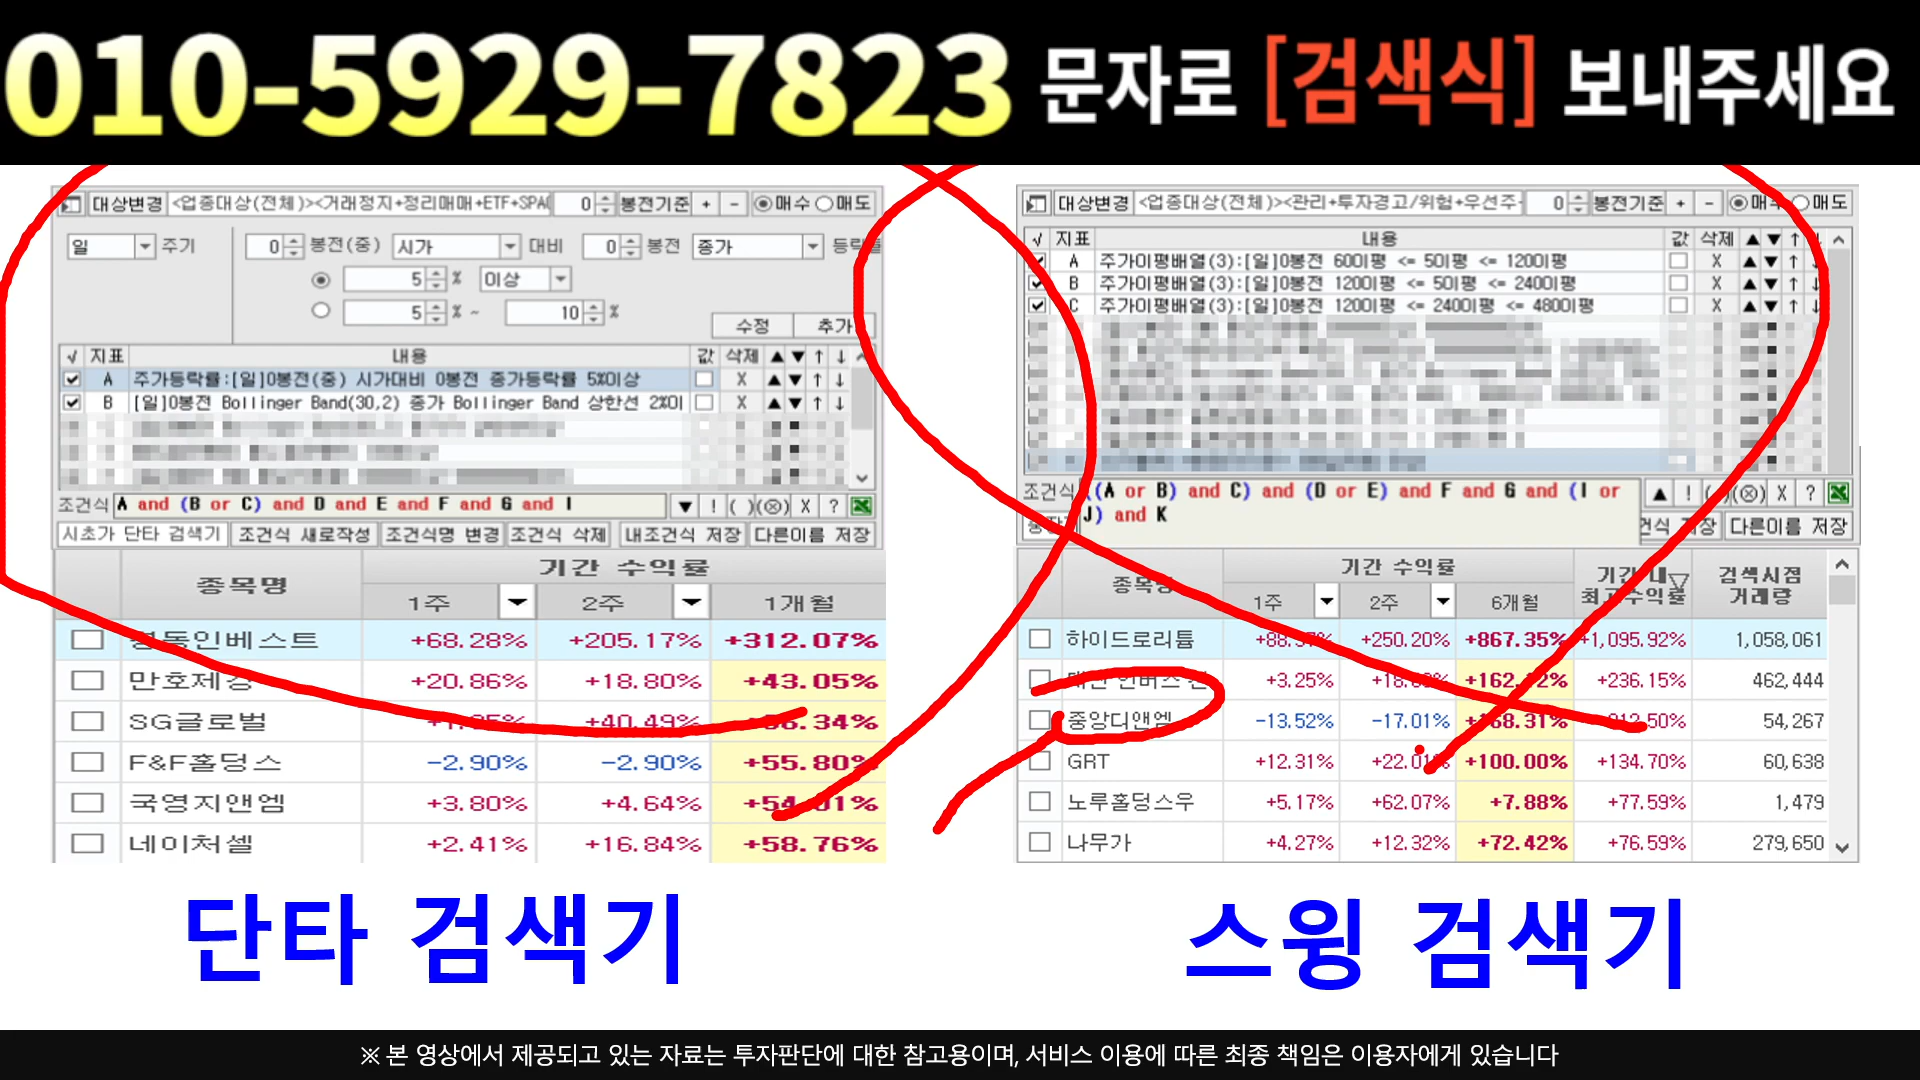 010-5929-7823 문자로 [검색식] 보내주세요
대상변경 <업종대상(전체)><거래정지+정리매매+ETF+SPA 0 봉전기준 + - 매수 매도
일 주기 0 봉전(중) 시가 대비 0 봉전 종가
5 % 이상
5 % ~ 10 %
수정 추가
√ 지표 내용 값 삭제 ▲ ▼ ↑ ↓
A 주가등락률:[일]0봉전(중) 시가대비 0봉전 종가등락률 5%이상 X ▲ ▼ ↑ ↓
B [일]0봉전 Bollinger Band(30,2) 종가 Bollinger Band 상한선 2%이 X ▲ ▼ ↑ ↓
조건식 A and (B or C) and D and E and F and G and I ▼ ! ( ) (⊗) X ?
시초가 단타 검색기 조건식 새로작성 조건식명 변경 조건식 삭제 내조건식 저장 다른이름 저장
종목명 기간 수익률
1주 2주 1개월
+68.28% +205.17% +312.07%
만호제강 +20.86% +18.80% +43.05%
SG글로벌 +40.49%
F&F홀딩스 -2.90% -2.90% +55.80%
국영지앤엠 +3.80% +4.64%
네이처셀 +2.41% +16.84% +58.76%
단타 검색기
대상변경 <업종대상(전체)><관리+투자경고/위험+우선주+ 0 봉전기준 + - 매수 매도
√ 지표 내용 값 삭제 ▲ ▼ ↑ ↓
A 주가이평배열(3):[일]0봉전 60이평 <= 5이평 <= 120이평 X ▲ ▼ ↑ ↓
B 주가이평배열(3):[일]0봉전 120이평 <= 5이평 <= 240이평 X ▲ ▼ ↑ ↓
C 주가이평배열(3):[일]0봉전 120이평 <= 240이평 <= 480이평 X ▲ ▼ ↑ ↓
조건식 ((A or B) and C) and (D or E) and F and G and (I or ▲ ! ( ) (⊗) X ?
J) and K
저장 다른이름 저장
종목명 기간 수익률 기간 내 최고수익률 검색시점 거래량
1주 2주 6개월
하이드로리튬 +250.20% +867.35% +1,095.92% 1,058,061
+3.25% +236.15% 462,444
중앙디앤엠 -13.52% -17.01% 54,267
GRT +12.31% +100.00% +134.70% 60,638
노루홀딩스우 +5.17% +62.07% +7.88% +77.59% 1,479
나무가 +4.27% +12.32% +72.42% +76.59% 279,650
스윙 검색기
※ 본 영상에서 제공되고 있는 자료는 투자판단에 대한 참고용이며, 서비스 이용에 따른 최종 책임은 이용자에게 있습니다